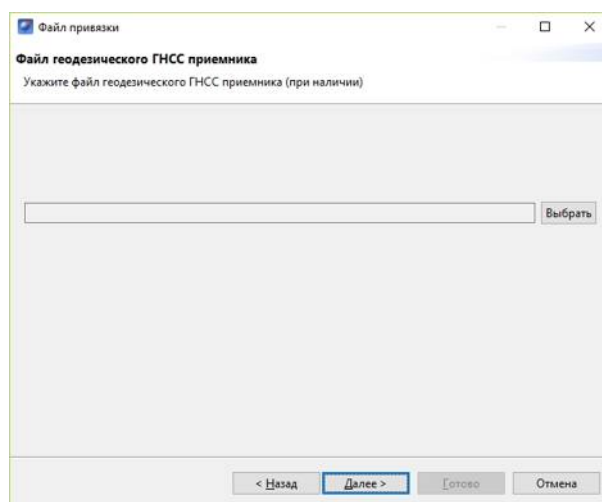 Файл привязки
Файл геодезического ГНСС приемника
Укажите файл геодезического ГНСС приемника (при наличии)
Выбрать
< Назад Далее > Готово Отмена